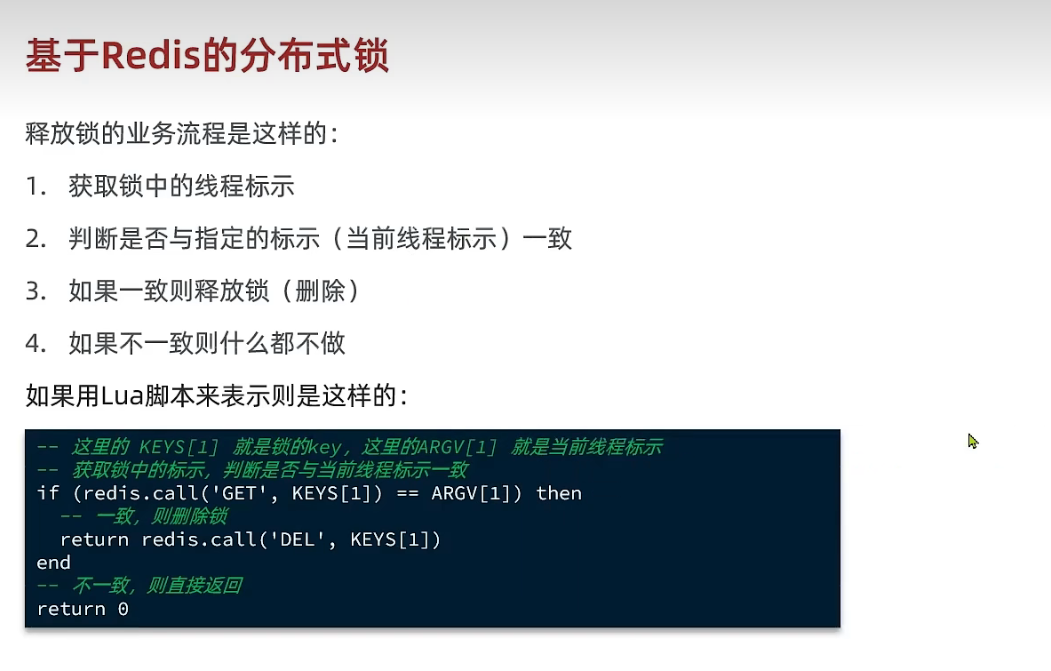 基于Redis的分布式锁
释放锁的业务流程是这样的：
1. 获取锁中的线程标示
2. 判断是否与指定的标示（当前线程标示）一致
3. 如果一致则释放锁（删除）
4. 如果不一致则什么都不做
如果用Lua脚本来表示则是这样的：
-- 这里的 KEYS[1] 就是锁的key，这里的ARGV[1] 就是当前线程标示
-- 获取锁中的标示，判断是否与当前线程标示一致
if (redis.call('GET', KEYS[1]) == ARGV[1]) then
  -- 一致，则删除锁
  return redis.call('DEL', KEYS[1])
end
-- 不一致，则直接返回
return 0